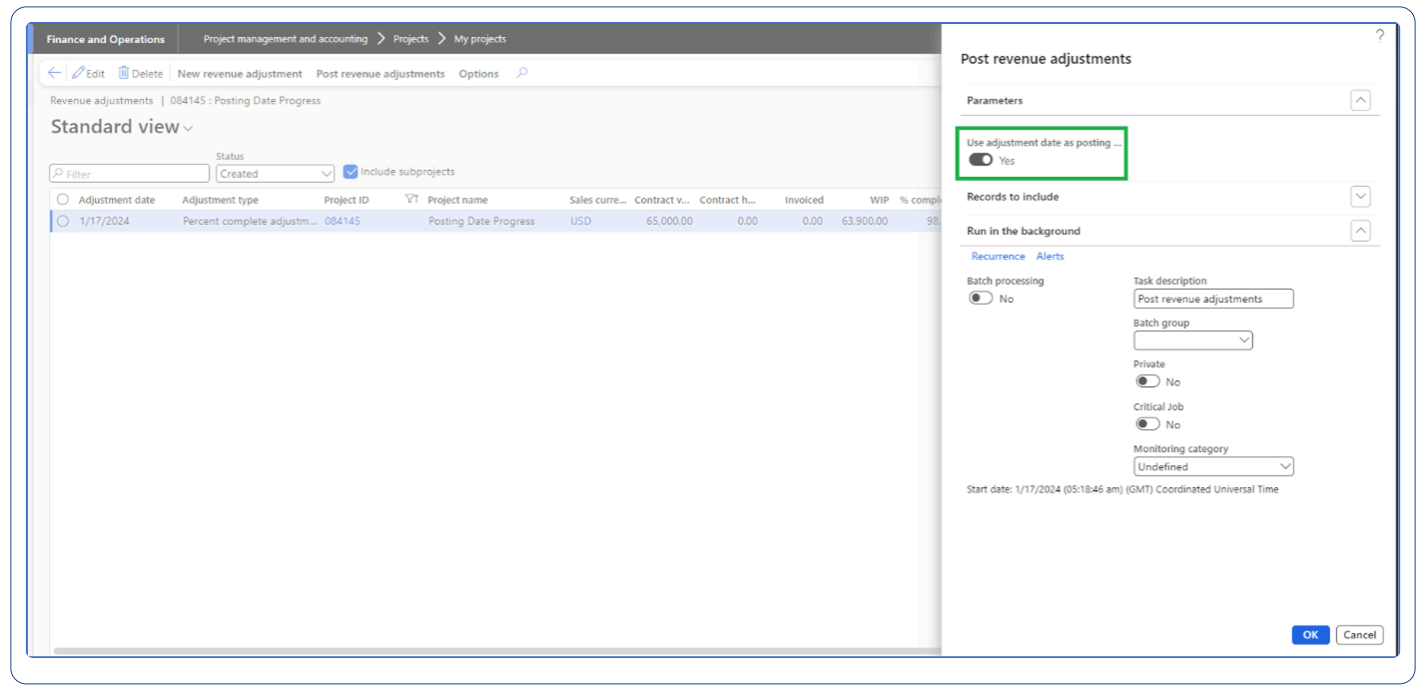 Finance and Operations Project management and accounting > Projects > My projects
Edit Delete New revenue adjustment Post revenue adjustments Options
Revenue adjustments | 084145 : Posting Date Progress
Standard view
Status
Filter Created Include subprojects
Adjustment date Adjustment type Project ID Project name Sales curre... Contract v... Contract h... Invoiced WIP % compl
1/17/2024 Percent complete adjustm... 084145 Posting Date Progress USD 65,000.00 0.00 0.00 63,900.00 98.
?
Post revenue adjustments
Parameters
Use adjustment date as posting ...
Yes
Records to include
Run in the background
Recurrence Alerts
Batch processing
No
Task description
Post revenue adjustments
Batch group
Private
No
Critical Job
No
Monitoring category
Undefined
Start date: 1/17/2024 (05:18:46 am) (GMT) Coordinated Universal Time
OK Cancel